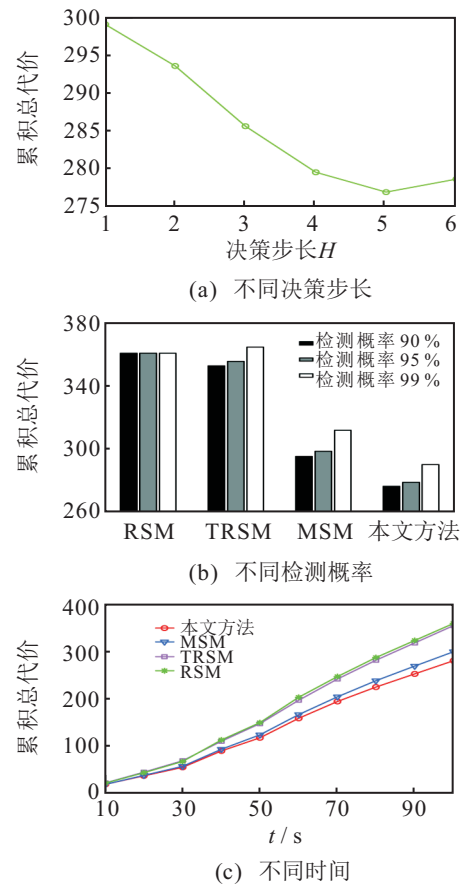 300
295
290
285
280
275
累积总代价
1 2 3 4 5 6
决策步长H
(a) 不同决策步长
380
340
300
260
累积总代价
检测概率 90 %
检测概率 95 %
检测概率 99 %
RSM TRSM MSM 本文方法
(b) 不同检测概率
400
300
200
100
0
累积总代价
本文方法
MSM
TRSM
RSM
10 30 50 70 90
t / s
(c) 不同时间